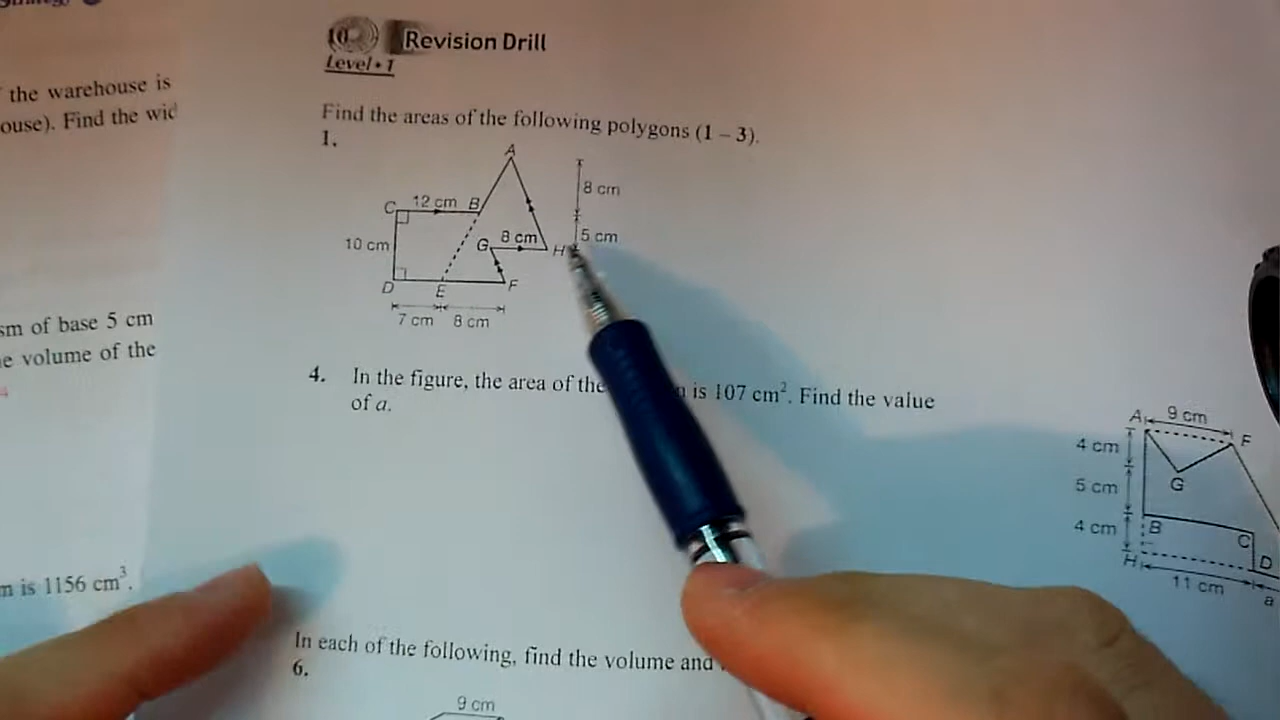 the warehouse is
ouse). Find the wid
sm of base 5 cm
e volume of the
4
m is 1156 cm³.
10 Revision Drill
Level • 1
Find the areas of the following polygons (1 – 3).
1.
A
8 cm
C 12 cm B
10 cm
G 8 cm H
5 cm
D E F
7 cm 8 cm
4. In the figure, the area of the is 107 cm². Find the value
of a.
A 9 cm F
4 cm
5 cm
G
4 cm
B
C
H
D
11 cm
a
In each of the following, find the volume and
6.
9 cm